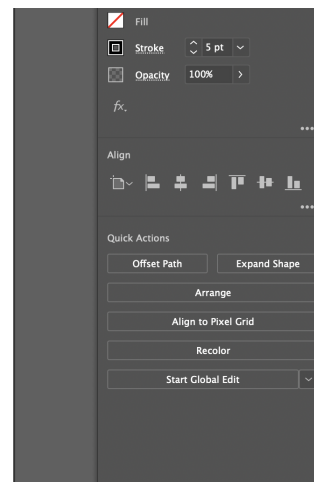 Fill
Stroke 5 pt
Opacity 100%
fx.
Align
Quick Actions
Offset Path Expand Shape
Arrange
Align to Pixel Grid
Recolor
Start Global Edit